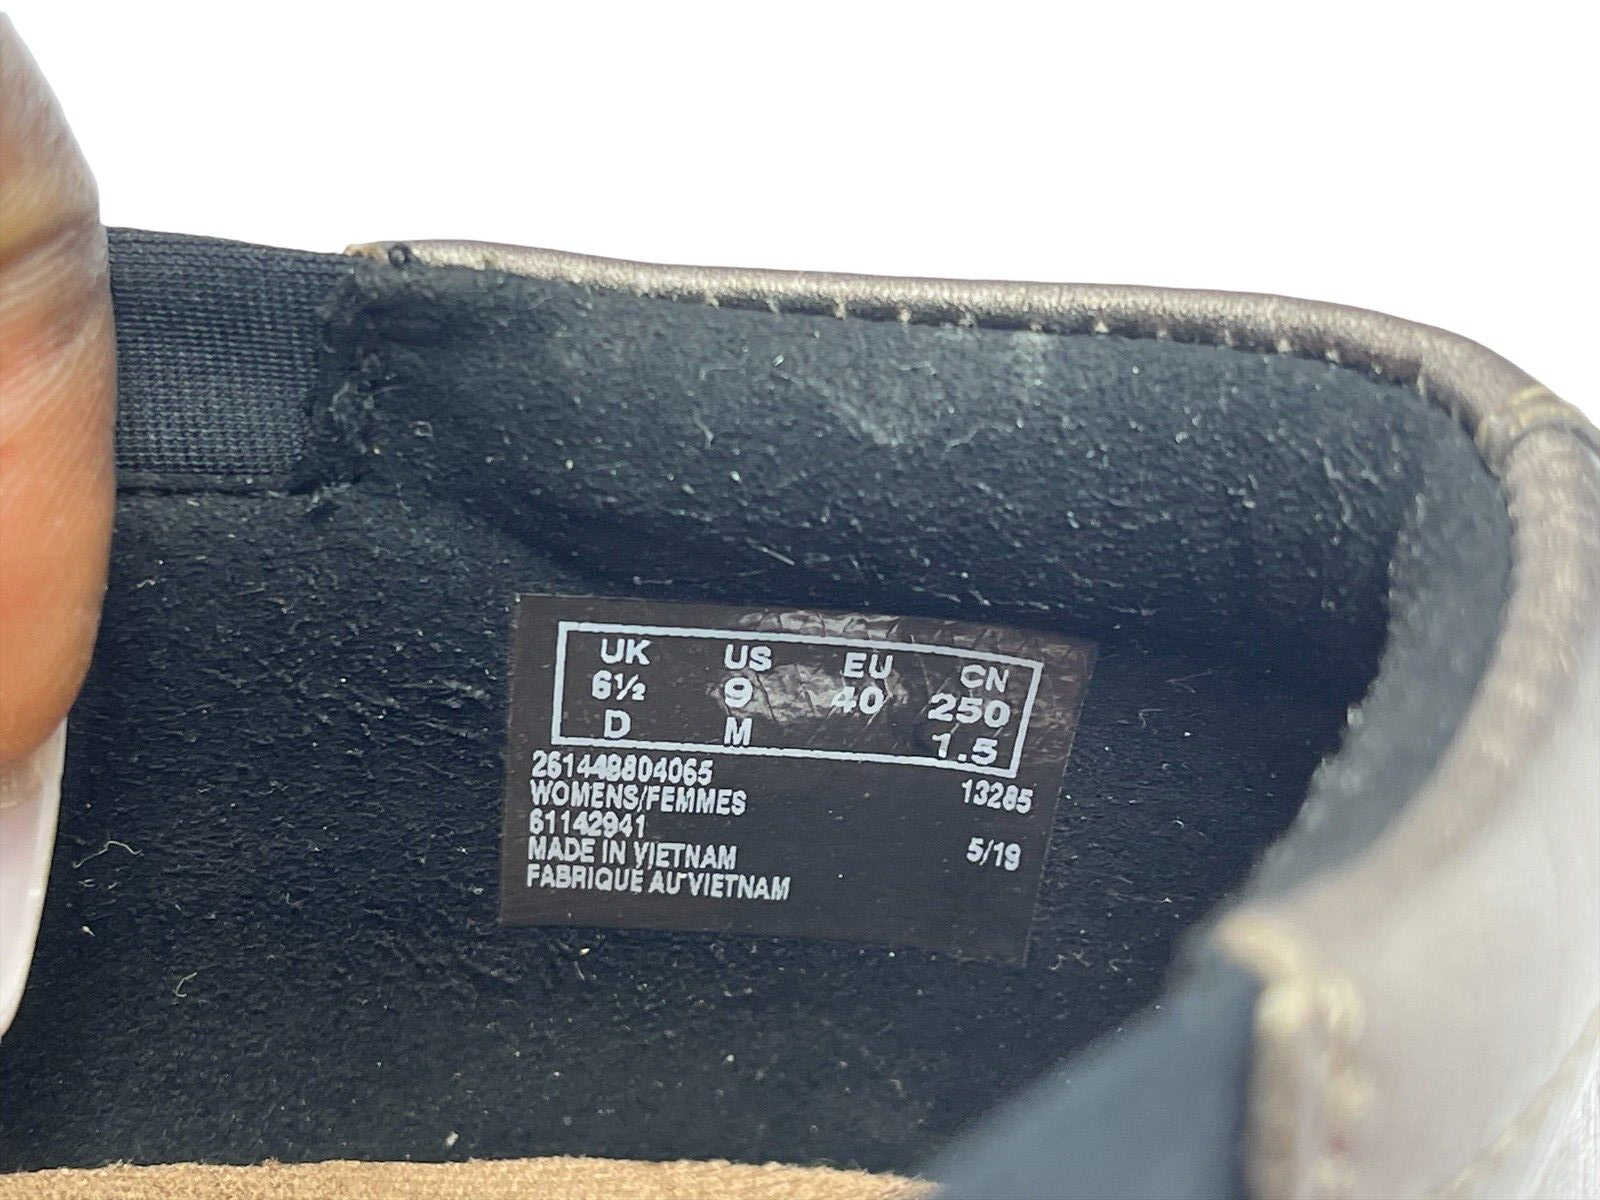 UK US EU CN
6½ 9 40 250
D M 1.5
261449804065
WOMENS/FEMMES 13285
61142941
MADE IN VIETNAM 5/19
FABRIQUE AU VIETNAM